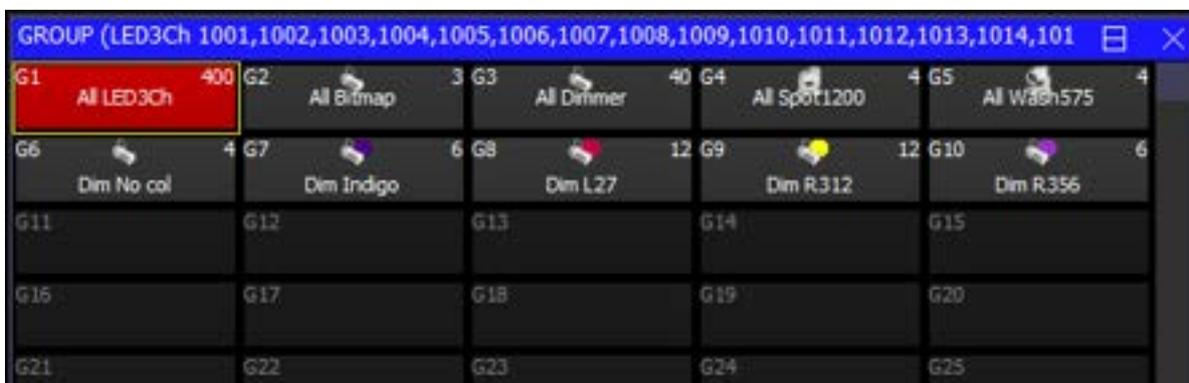 GROUP (LED3Ch 1001,1002,1003,1004,1005,1006,1007,1008,1009,1010,1011,1012,1013,1014,101
G1 400 G2 3 G3 40 G4 4 G5 4
All LED3Ch All Bitmap All Dimmer All Spot1200 All Wash575
G6 4 G7 6 G8 12 G9 12 G10 6
Dim No col Dim Indigo Dim L27 Dim R312 Dim R356
G11 G12 G13 G14 G15
G16 G17 G18 G19 G20
G21 G22 G23 G24 G25